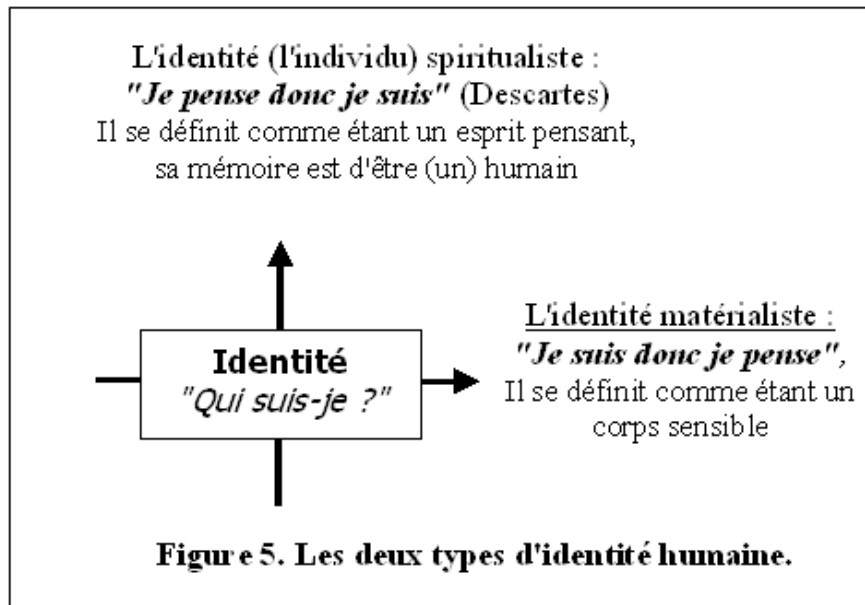 L'identité (l'individu) spiritualiste :
"Je pense donc je suis" (Descartes)
Il se définit comme étant un esprit pensant,
sa mémoire est d'être (un) humain
Identité
"Qui suis-je ?"
L'identité matérialiste :
"Je suis donc je pense",
Il se définit comme étant un
corps sensible
Figure 5. Les deux types d'identité humaine.